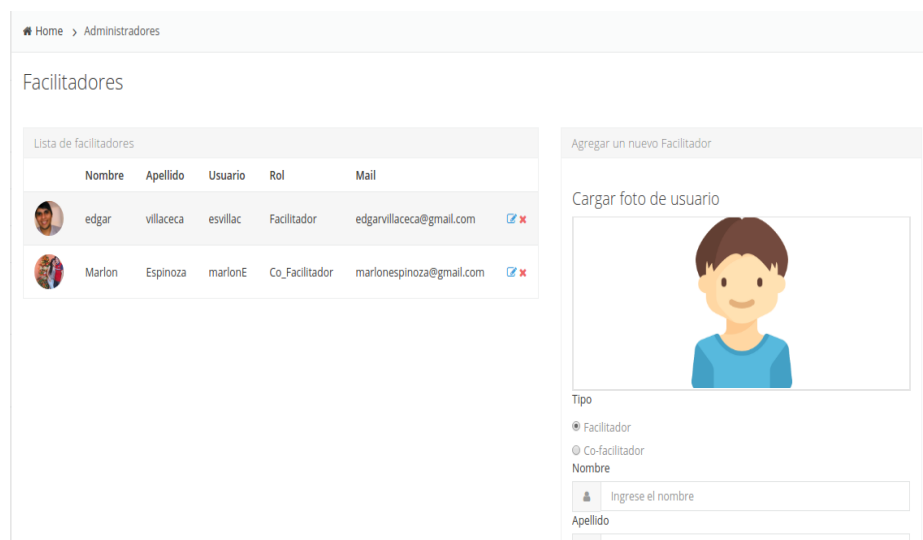 Home > Administradores
Facilitadores
Lista de facilitadores
Nombre Apellido Usuario Rol Mail
edgar villaceca esvillac Facilitador edgarvillaceca@gmail.com
Marlon Espinoza marlonE Co_Facilitador marlonespinoza@gmail.com
Agregar un nuevo Facilitador
Cargar foto de usuario
Tipo
Facilitador
Co-facilitador
Nombre
Ingrese el nombre
Apellido